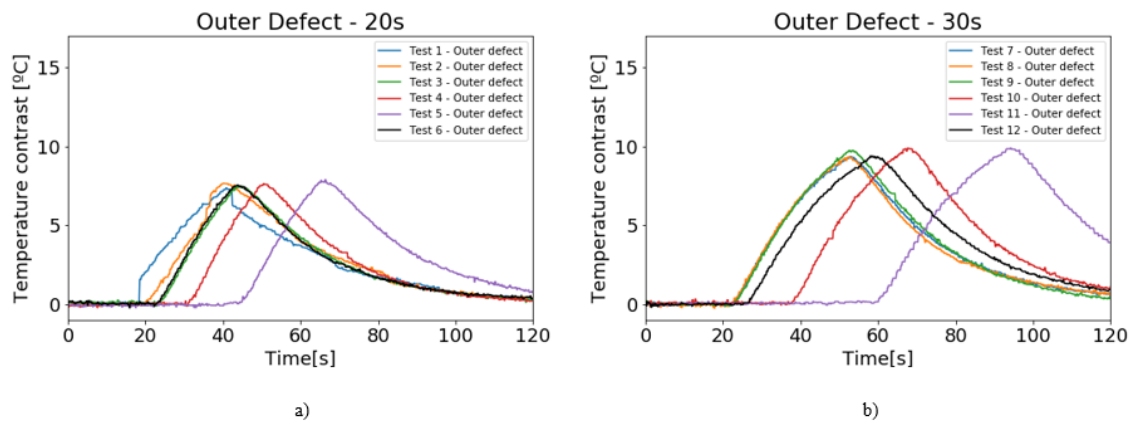 Outer Defect - 20s
Temperature contrast [ºC]
15
10
5
0
Test 1 - Outer defect
Test 2 - Outer defect
Test 3 - Outer defect
Test 4 - Outer defect
Test 5 - Outer defect
Test 6 - Outer defect
0 20 40 60 80 100 120
Time[s]
a)
Outer Defect - 30s
Temperature contrast [ºC]
15
10
5
0
Test 7 - Outer defect
Test 8 - Outer defect
Test 9 - Outer defect
Test 10 - Outer defect
Test 11 - Outer defect
Test 12 - Outer defect
0 20 40 60 80 100 120
Time[s]
b)